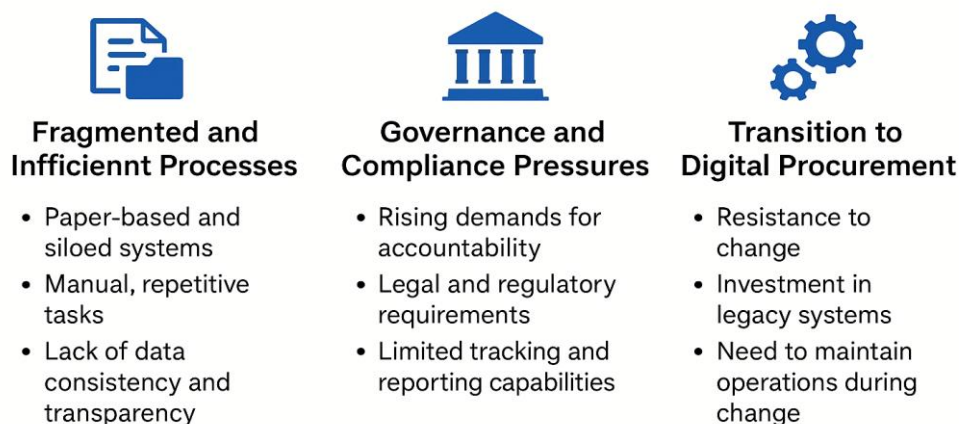 Fragmented and
Infficiennt Processes
• Paper-based and
siloed systems
• Manual, repetitive
tasks
• Lack of data
consistency and
transparency
Governance and
Compliance Pressures
• Rising demands for
accountability
• Legal and regulatory
requirements
• Limited tracking and
reporting capabilities
Transition to
Digital Procurement
• Resistance to
change
• Investment in
legacy systems
• Need to maintain
operations during
change